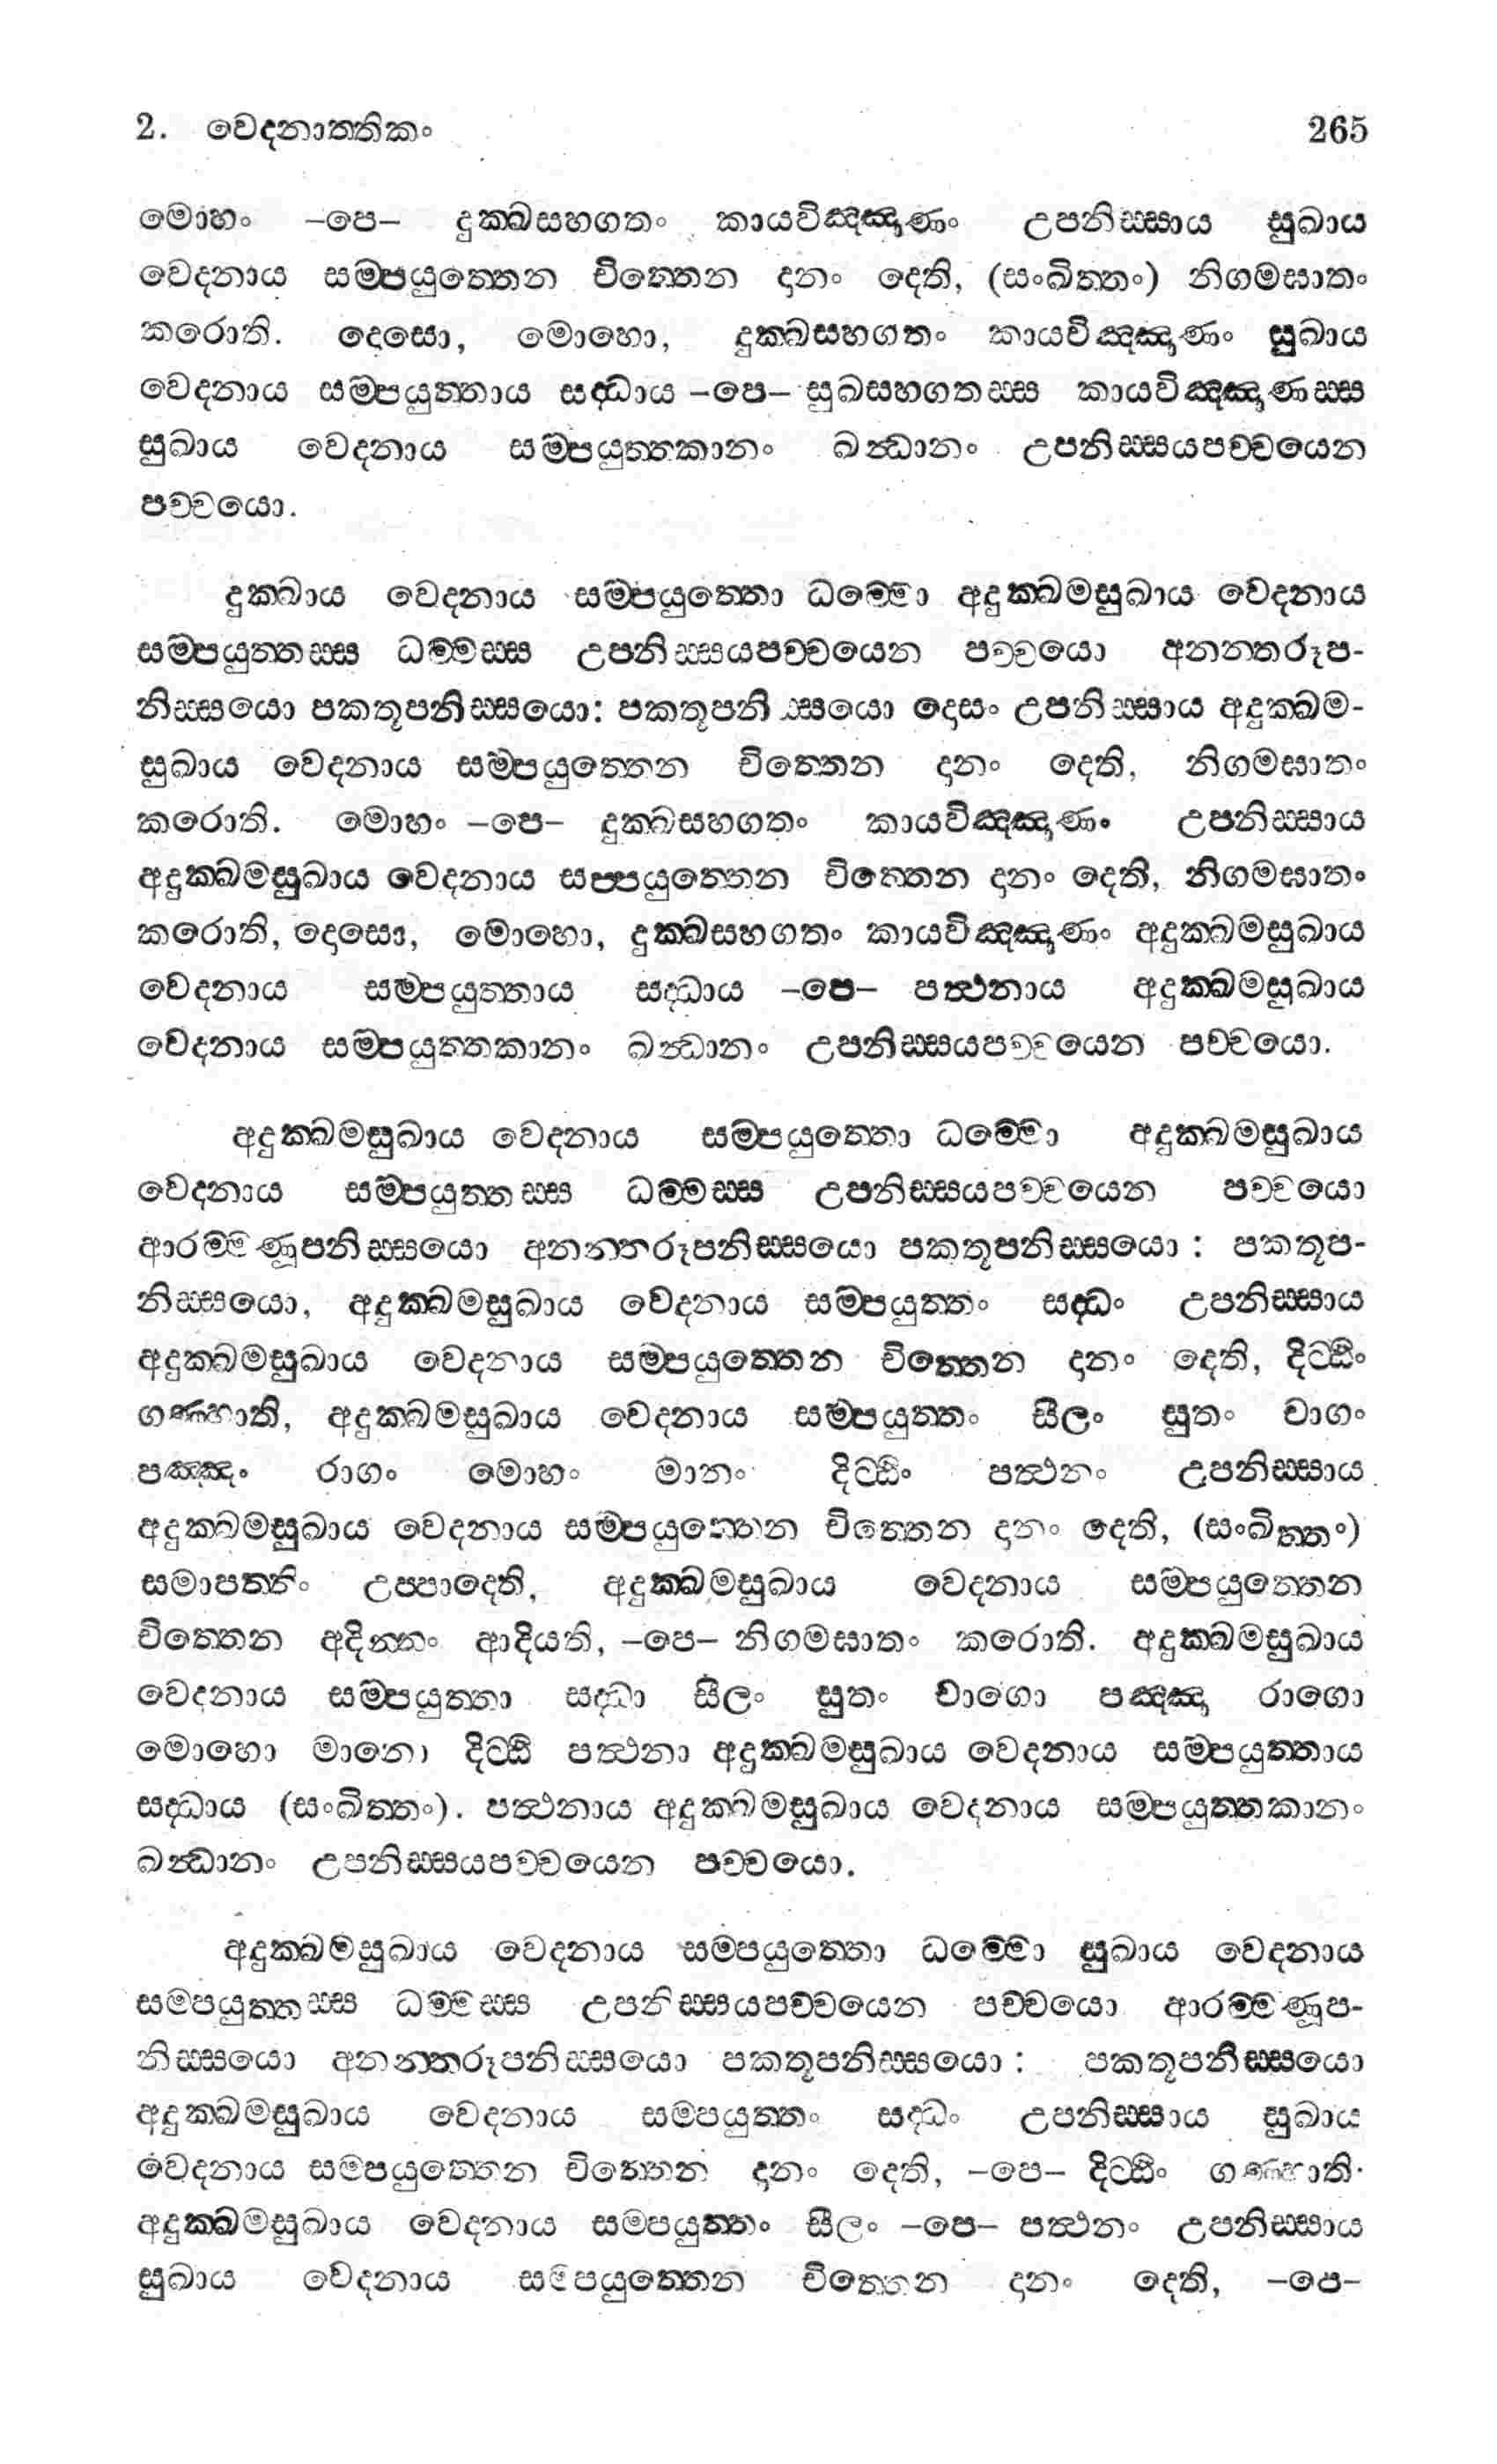 2. වෙදනාත්තිකං 265
මොහං –පෙ– දුක්ඛසහගතං කායවිඤ්ඤණං උපනිස්සාය සුඛාය
වෙදනාය සම්පයුත්තෙන චිත්තෙන දානං දෙති, (සංඛිත්තං) නිගමඝාතං
කරොති. දොසො, මොහො, දුක්ඛසහගතං කායවිඤ්ඤණං සුඛාය
වෙදනාය සම්පයුත්තාය සද්ධාය –පෙ– සුඛසහගතස්ස කායවිඤ්ඤණස්ස
සුඛාය වෙදනාය සම්පයුත්තකානං ඛන්ධානං උපනිස්සයපච්චයෙන
පච්චයො.
දුක්ඛාය වෙදනාය සම්පයුත්තො ධම්මො අදුක්ඛමසුඛාය වෙදනාය
සම්පයුත්තස්ස ධම්මස්ස උපනිස්සයපච්චයෙන පච්චයො අනන්තරූප-
නිස්සයො පකතූපනිස්සයො: පකතූපනිස්සයො දොසං උපනිස්සාය අදුක්ඛම-
සුඛාය වෙදනාය සම්පයුත්තෙන චිත්තෙන දානං දෙති, නිගමඝාතං
කරොති. මොහං –පෙ– දුක්ඛසහගතං කායවිඤ්ඤණං උපනිස්සාය
අදුක්ඛමසුඛාය වෙදනාය සප්පයුත්තෙන චිත්තෙන දානං දෙති, නිගමඝාතං
කරොති, දොසො, මොහො, දුක්ඛසහගතං කායවිඤ්ඤණං අදුක්ඛමසුඛාය
වෙදනාය සම්පයුත්තාය සද්ධාය –පෙ– පත්ථනාය අදුක්ඛමසුඛාය
වෙදනාය සම්පයුත්තකානං ඛන්ධානං උපනිස්සයපච්චයෙන පච්චයො.
අදුක්ඛමසුඛාය වෙදනාය සම්පයුත්තො ධම්මො අදුක්ඛමසුඛාය
වෙදනාය සම්පයුත්තස්ස ධම්මස්ස උපනිස්සයපච්චයෙන පච්චයො
ආරම්මණූපනිස්සයො අනන්තරූපනිස්සයො පකතූපනිස්සයො : පකතූප-
නිස්සයො, අදුක්ඛමසුඛාය වෙදනාය සම්පයුත්තං සද්ධං උපනිස්සාය
අදුක්ඛමසුඛාය වෙදනාය සම්පයුත්තෙන චිත්තෙන දානං දෙති, දිට්ඨිං
ගණ්හාති, අදුක්ඛමසුඛාය වෙදනාය සම්පයුත්තං සීලං සුතං චාගං
පඤ්ඤං රාගං මොහං මානං දිට්ඨිං පත්ථනං උපනිස්සාය
අදුක්ඛමසුඛාය වෙදනාය සම්පයුත්තෙන චිත්තෙන දානං දෙති, (සංඛිත්තං)
සමාපත්තිං උප්පාදෙති, අදුක්ඛමසුඛාය වෙදනාය සම්පයුත්තෙන
චිත්තෙන අදින්නං ආදියති, –පෙ– නිගමඝාතං කරොති. අදුක්ඛමසුඛාය
වෙදනාය සම්පයුත්තා සද්ධා සීලං සුතං චාගො පඤ්ඤා රාගො
මොහො මානො දිට්ඨි පත්ථනා අදුක්ඛමසුඛාය වෙදනාය සම්පයුත්තාය
සද්ධාය (සංඛිත්තං). පත්ථනාය අදුක්ඛමසුඛාය වෙදනාය සම්පයුත්තකානං
ඛන්ධානං උපනිස්සයපච්චයෙන පච්චයො.
අදුක්ඛමසුඛාය වෙදනාය සම්පයුත්තො ධම්මො සුඛාය වෙදනාය
සම්පයුත්තස්ස ධම්මස්ස උපනිස්සයපච්චයෙන පච්චයො ආරම්මණූප-
නිස්සයො අනන්තරූපනිස්සයො පකතූපනිස්සයො : පකතූපනිස්සයො
අදුක්ඛමසුඛාය වෙදනාය සම්පයුත්තං සද්ධං උපනිස්සාය සුඛාය
වෙදනාය සම්පයුත්තෙන චිත්තෙන දානං දෙති, –පෙ– දිට්ඨිං ගණ්හාති.
අදුක්ඛමසුඛාය වෙදනාය සම්පයුත්තං සීලං –පෙ– පත්ථනං උපනිස්සාය
සුඛාය වෙදනාය සම්පයුත්තෙන චිත්තෙන දානං දෙති, –පෙ–